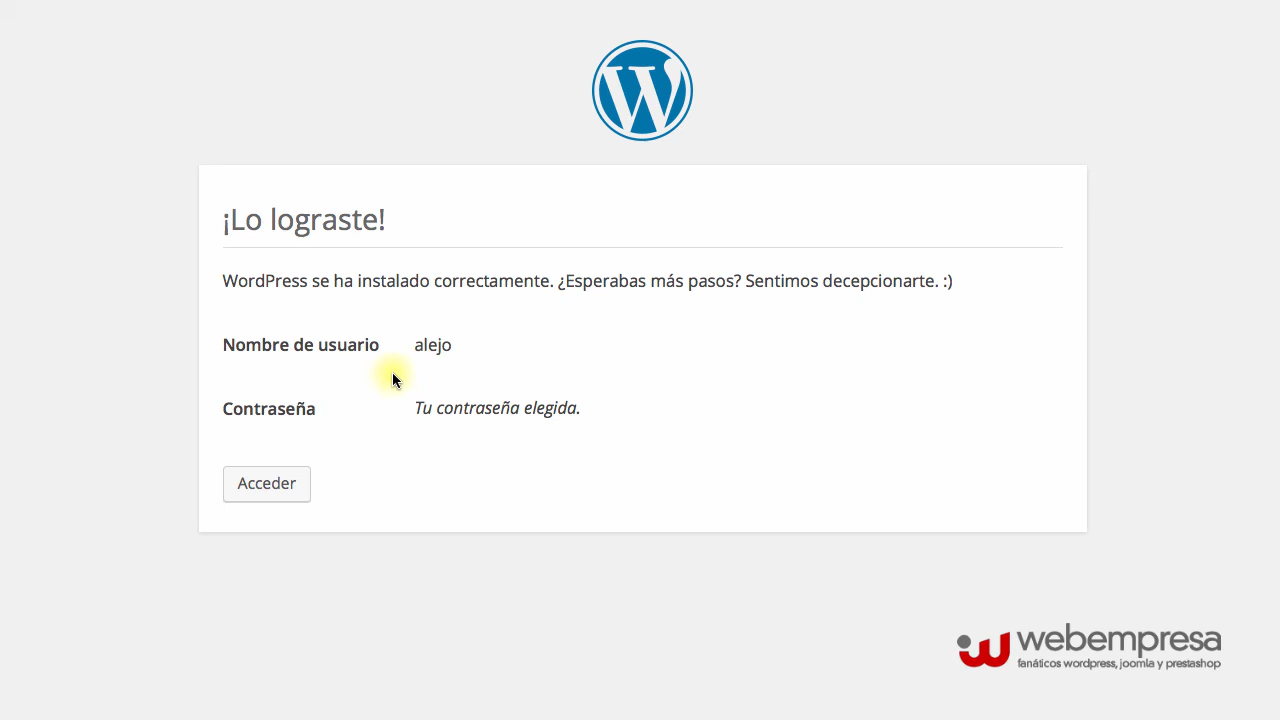 ¡Lo lograste!
WordPress se ha instalado correctamente. ¿Esperabas más pasos? Sentimos decepcionarte. :)
Nombre de usuario alejo
Contraseña Tu contraseña elegida.
Acceder
webempresa
fanáticos wordpress, joomla y prestashop